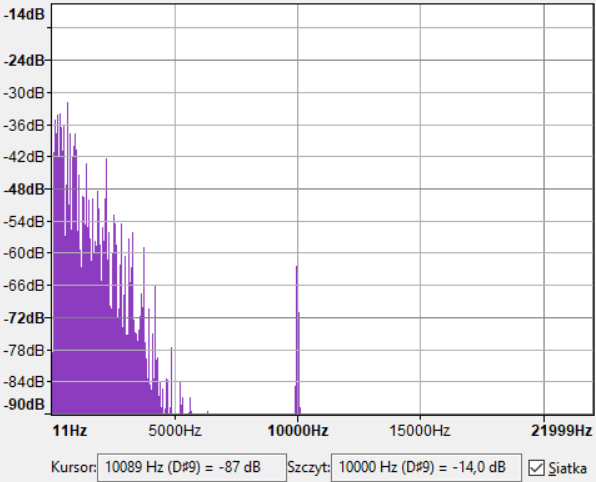 -14dB
-24dB
-30dB
-36dB
-42dB
-48dB
-54dB
-60dB
-66dB
-72dB
-78dB
-84dB
-90dB
11Hz 5000Hz 10000Hz 15000Hz 21999Hz
Kursor: 10089 Hz (D♯9) = -87 dB Szczyt: 10000 Hz (D♯9) = -14,0 dB Siatka